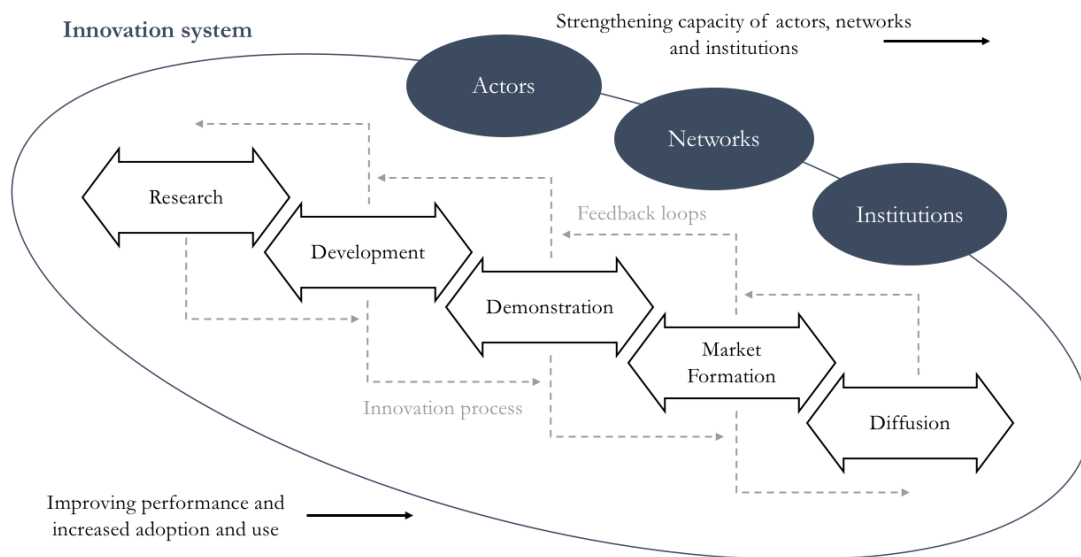 Innovation system
Strengthening capacity of actors, networks
and institutions
Actors
Networks
Institutions
Research
Development
Feedback loops
Demonstration
Market
Formation
Innovation process
Diffusion
Improving performance and
increased adoption and use